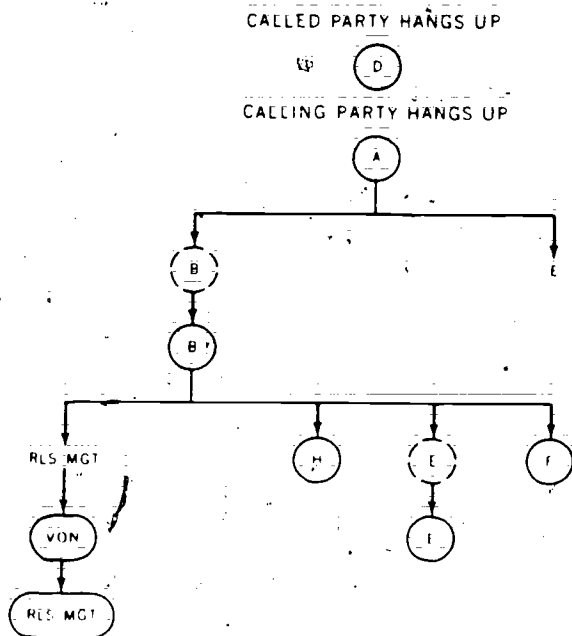 CALLED PARTY HANGS UP
D
CALLING PARTY HANGS UP
A
B
E
B
RLS MGT
H
E
F
VON
RLS MGT